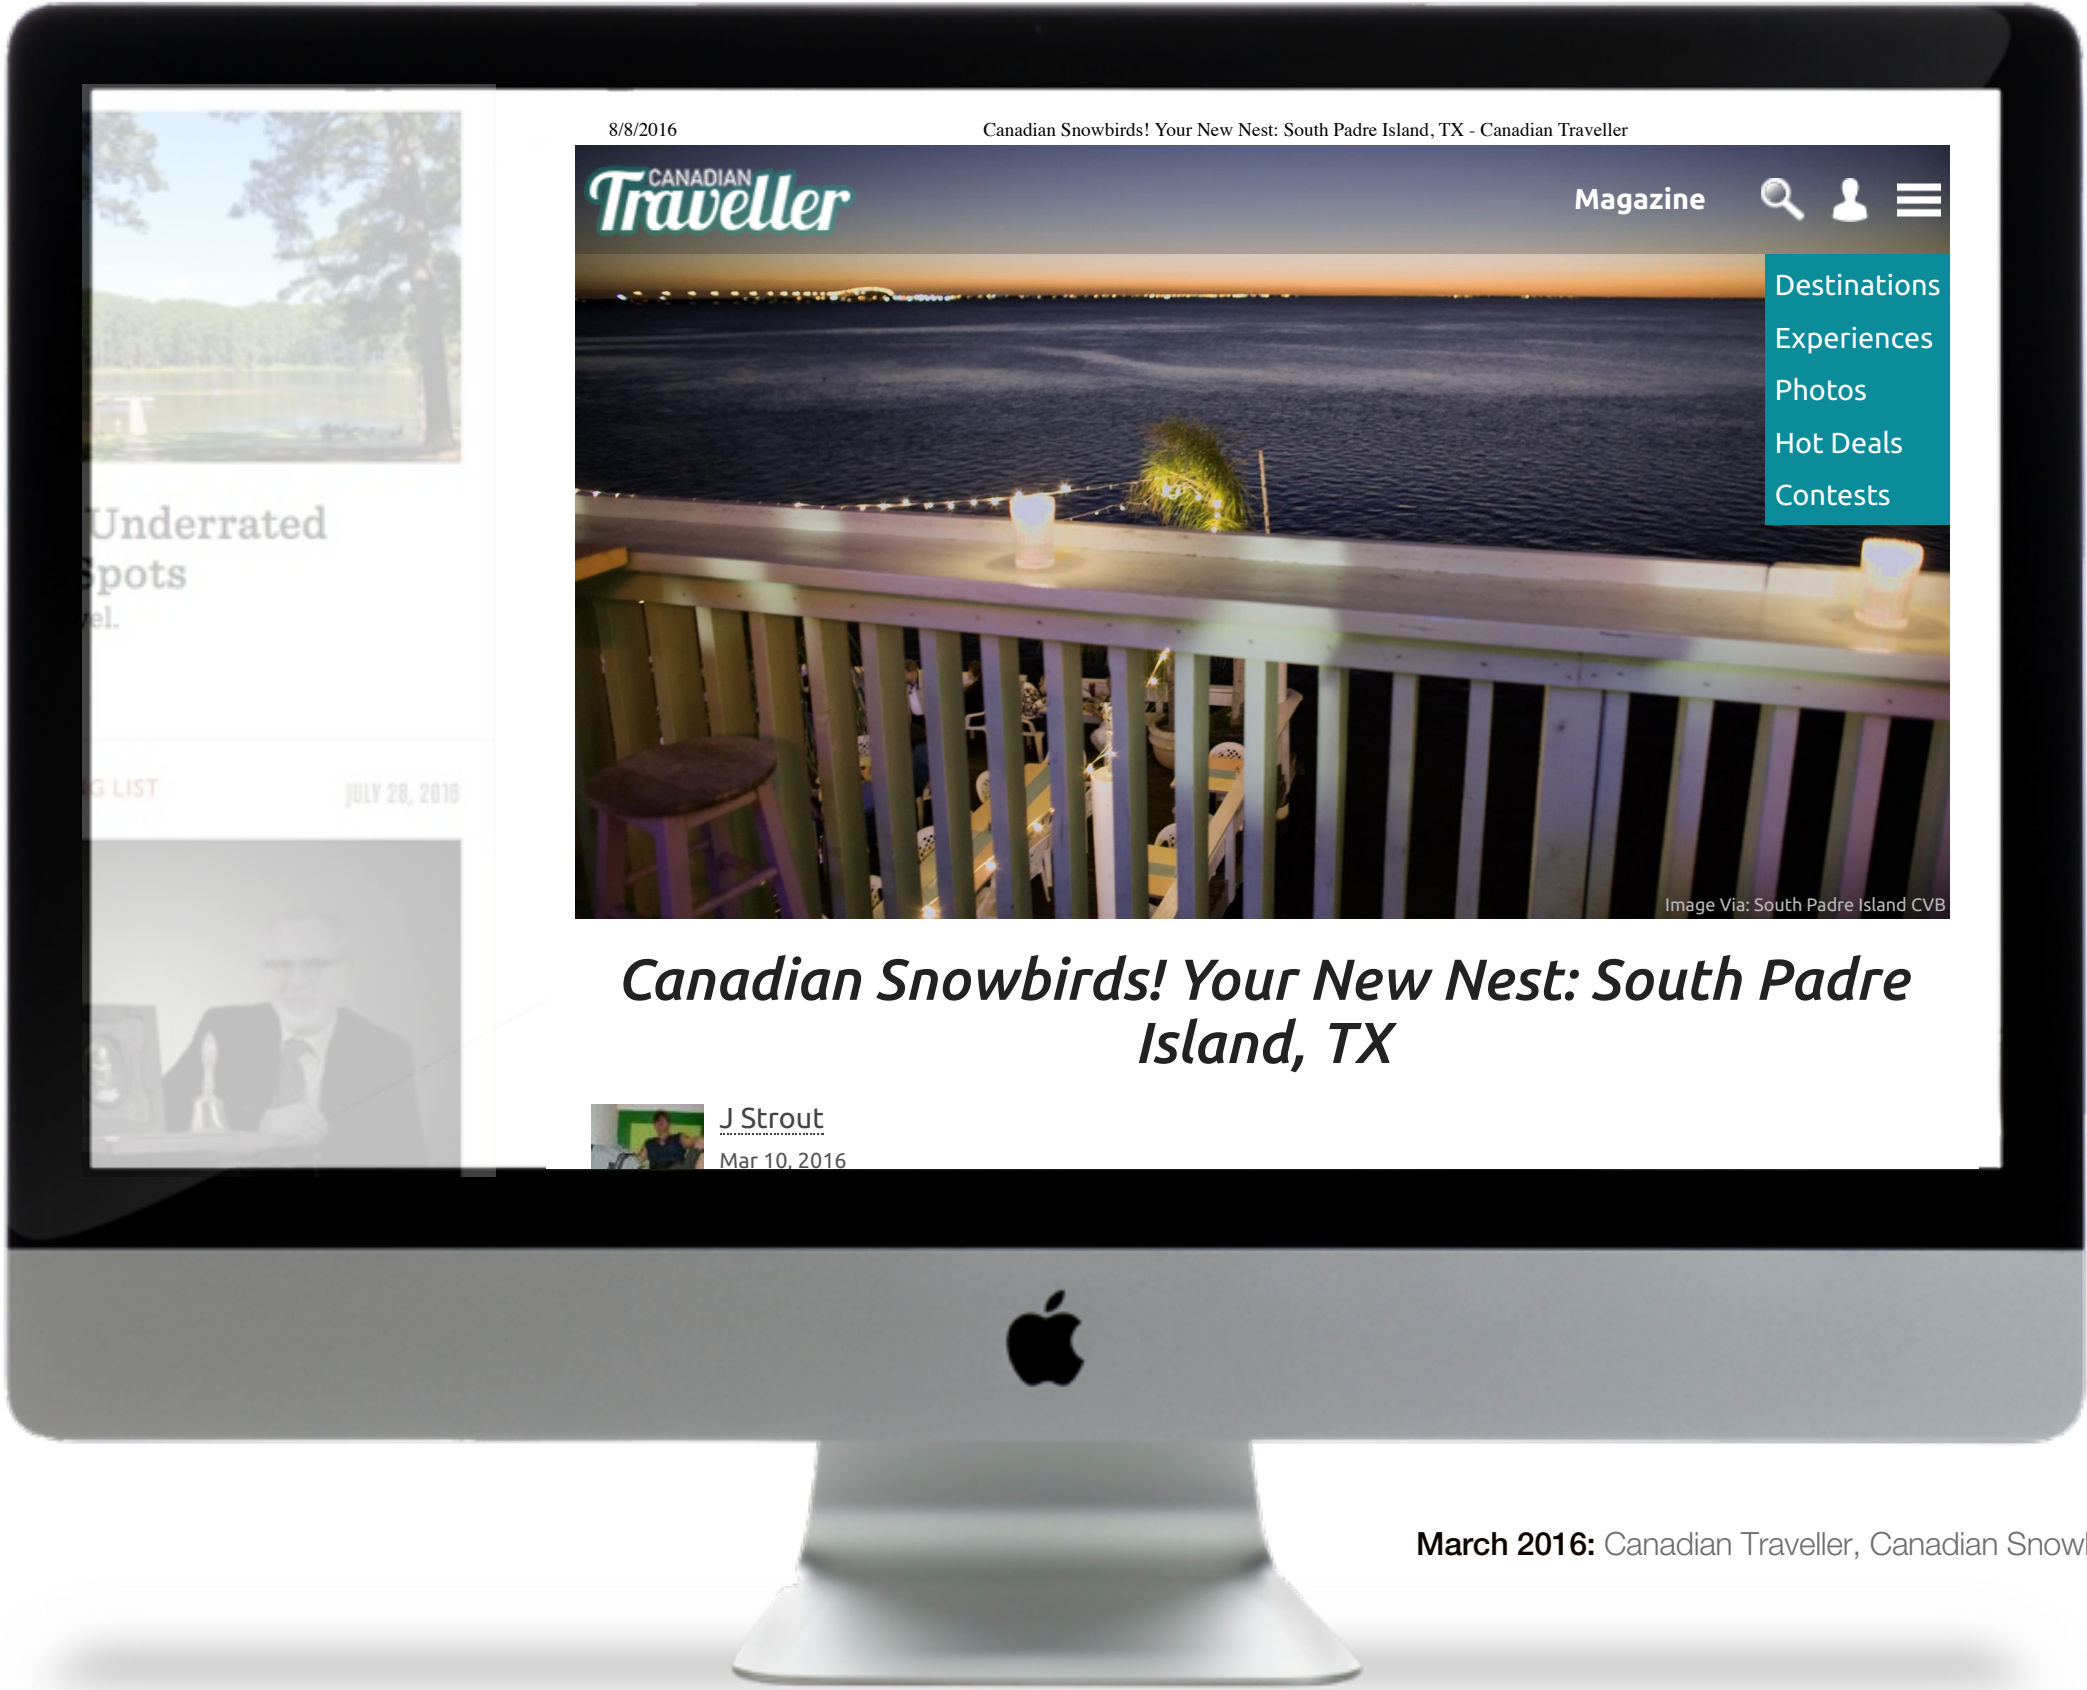 8/8/2016
Canadian Snowbirds! Your New Nest: South Padre Island, TX - Canadian Traveller
CANADIAN
Traveller
Magazine
Destinations
Experiences
Photos
Hot Deals
Contests
Image Via: South Padre Island CVB
Canadian Snowbirds! Your New Nest: South Padre
Island, TX
J Strout
Mar 10, 2016
Underrated
Spots
LIST
JULY 28, 2016
March 2016: Canadian Traveller, Canadian